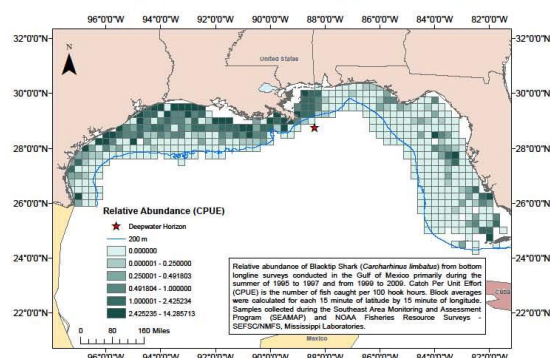 96°0'0"W 94°0'0"W 92°0'0"W 90°0'0"W 88°0'0"W 86°0'0"W 84°0'0"W 82°0'0"W
32°0'0"N 32°0'0"N
N
United States
30°0'0"N 30°0'0"N
28°0'0"N 28°0'0"N
26°0'0"N 26°0'0"N
24°0'0"N 24°0'0"N
22°0'0"N 22°0'0"N
Relative Abundance (CPUE)
Deepwater Horizon
200 m
0.000000
0.000001 - 0.250000
0.250001 - 0.491803
0.491804 - 1.000000
1.000001 - 2.425234
2.425235 - 14.285713
0 80 160 Miles
Relative abundance of Blacktip Shark (Carcharhinus limbatus) from bottom
longline surveys conducted in the Gulf of Mexico primarily during the
summer of 1995 to 1997 and from 1999 to 2009. Catch Per Unit Effort
(CPUE) is the number of fish caught per 100 hook hours. Block averages
were calculated for each 15 minute of latitude by 15 minute of longitude.
Samples collected during the Southeast Area Monitoring and Assessment
Program (SEAMAP) and NOAA Fisheries Resource Surveys -
SEFSC/NMFS, Mississippi Laboratories.
Mexico
96°0'0"W 94°0'0"W 92°0'0"W 90°0'0"W 88°0'0"W 86°0'0"W 84°0'0"W 82°0'0"W